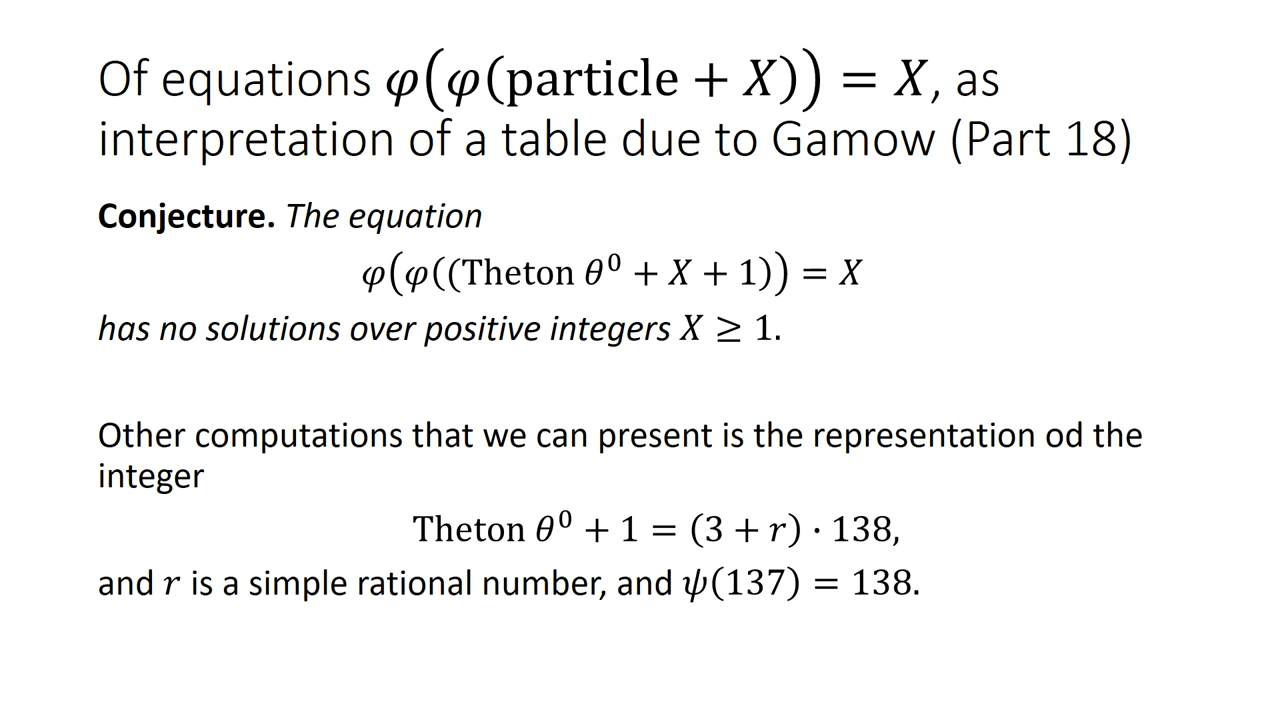 Of equations φ(φ(particle + X)) = X, as
interpretation of a table due to Gamow (Part 18)
Conjecture. The equation
φ(φ((Theton θ⁰ + X + 1)) = X
has no solutions over positive integers X ≥ 1.
Other computations that we can present is the representation od the
integer
Theton θ⁰ + 1 = (3 + r) · 138,
and r is a simple rational number, and ψ(137) = 138.